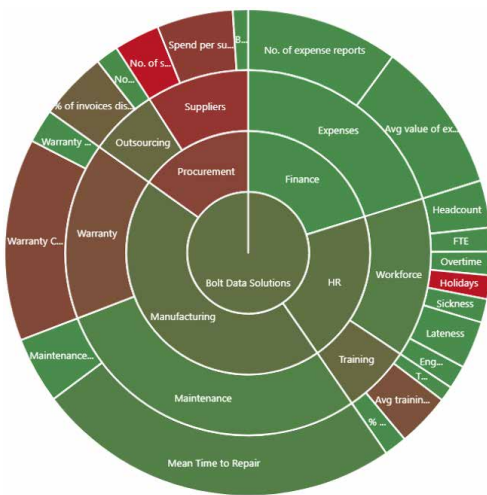 Bolt Data Solutions
Finance
HR
Manufacturing
Procurement
Expenses
Workforce
Training
Maintenance
Warranty
Outsourcing
Suppliers
No. of expense reports
Avg value of ex...
Headcount
FTE
Overtime
Holidays
Sickness
Lateness
Eng...
T...
Avg trainin...
% ...
Mean Time to Repair
Maintenance...
Warranty C...
Warranty ...
% of invoices dis...
No...
No. of s...
Spend per su...
B...